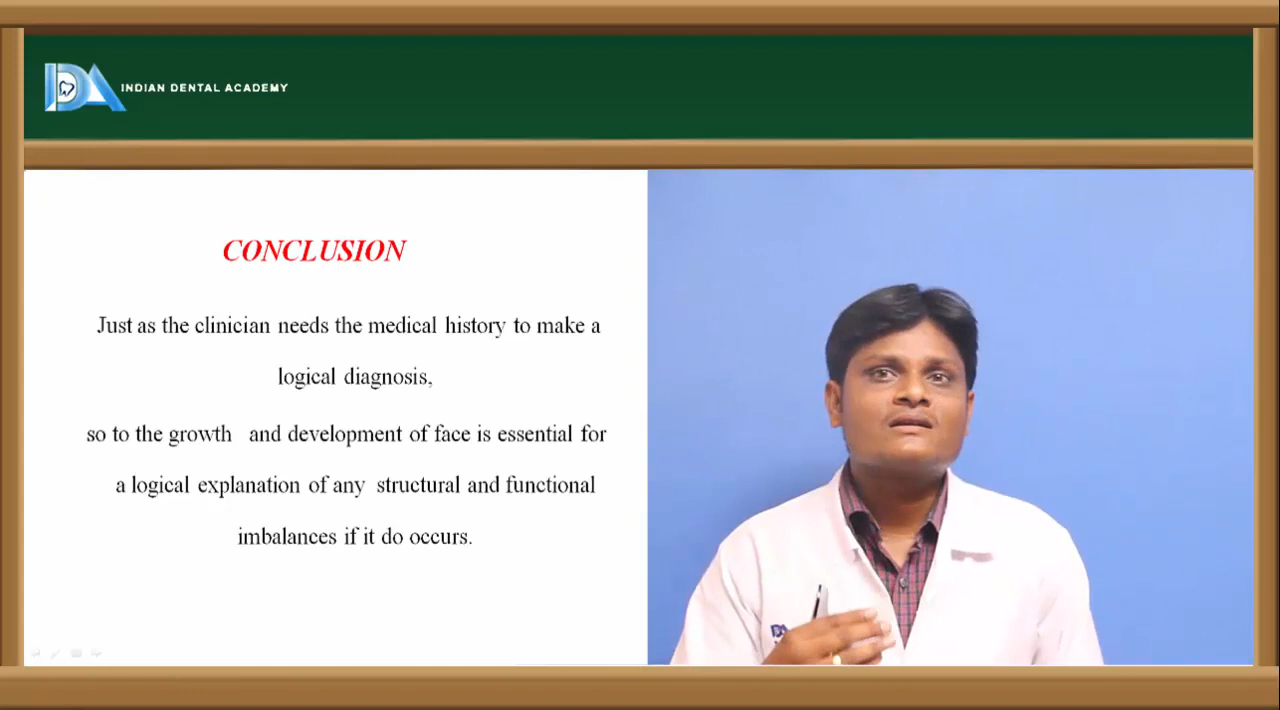 INDIAN DENTAL ACADEMY
CONCLUSION
Just as the clinician needs the medical history to make a
logical diagnosis,
so to the growth and development of face is essential for
a logical explanation of any structural and functional
imbalances if it do occurs.